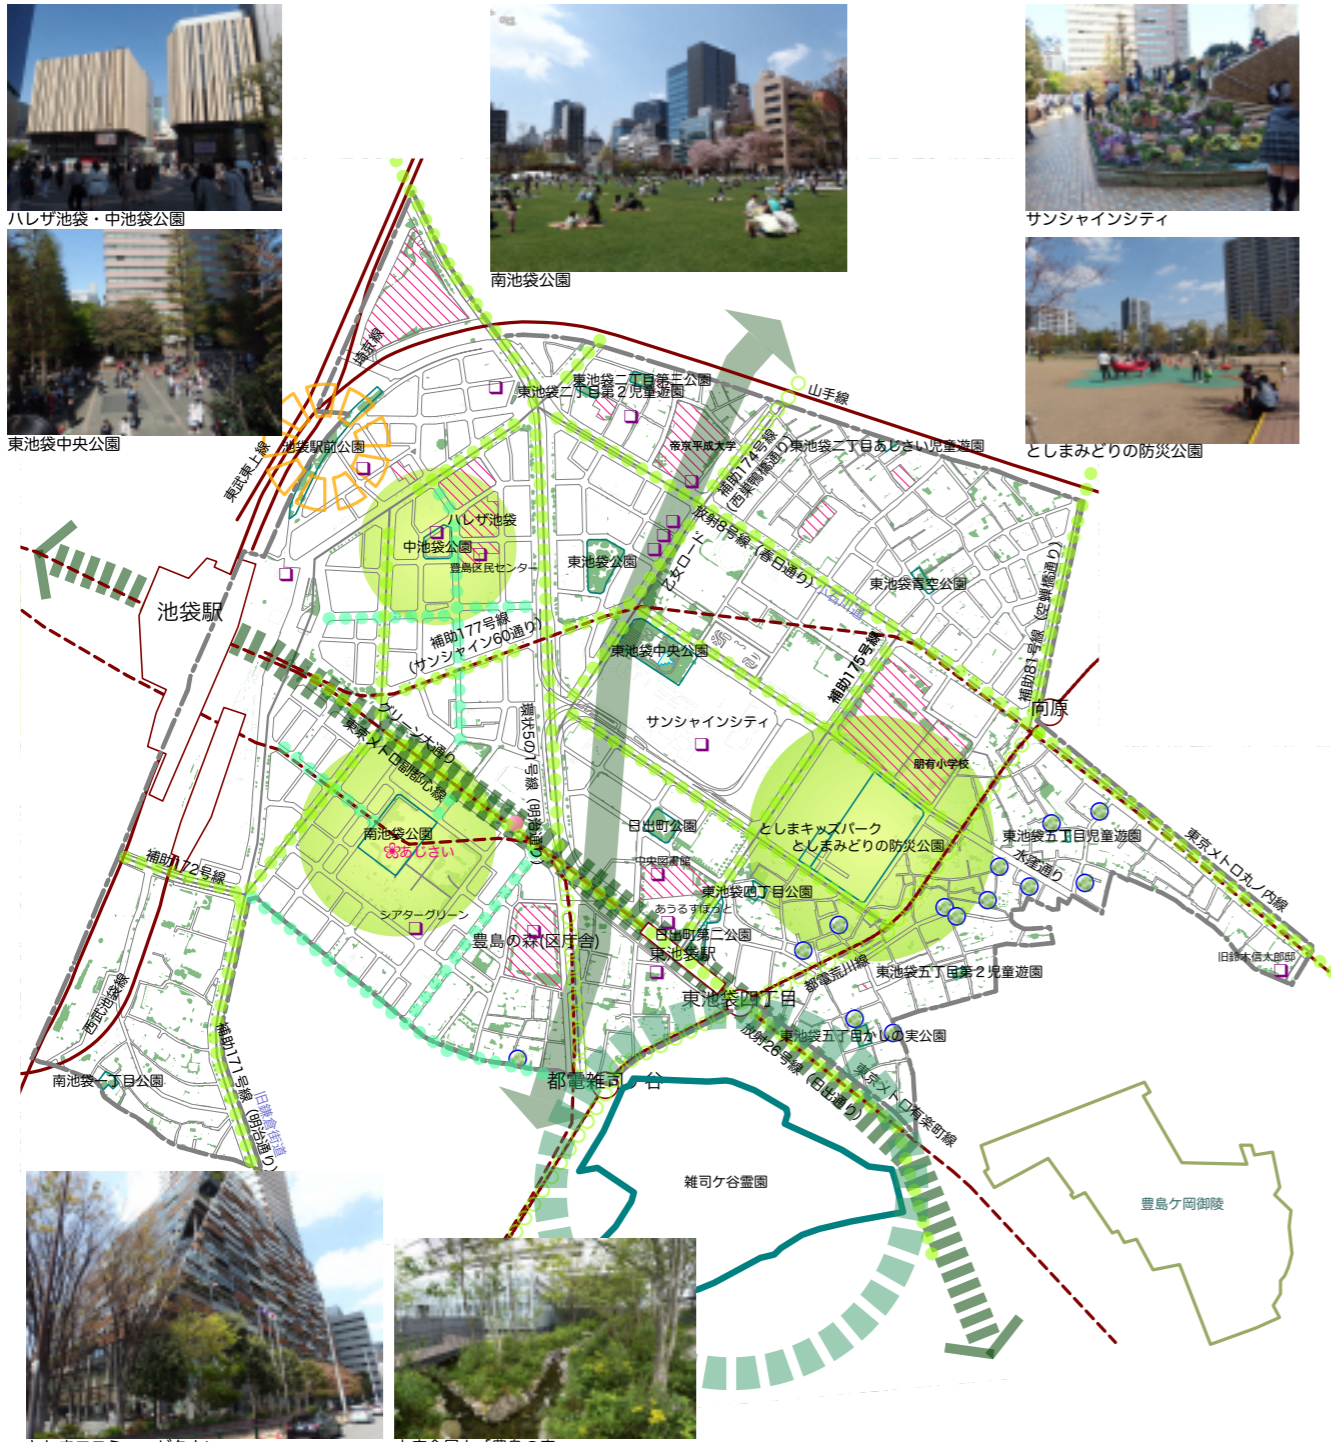 ハレザ池袋・中池袋公園
南池袋公園
サンシャインシティ
東池袋中央公園
としまみどりの防災公園
埼京線
東池袋二丁目第三公園
東池袋二丁目第2児童遊園
山手線
池袋駅前公園
東武東上線
帝京平成大学
補助174号線
(西巣鴨橋通り)
東池袋二丁目あじさい児童遊園
ハレザ池袋
中池袋公園
豊島区民センター
東池袋公園
乙女ロード
放射8号線(春日通り)
東池袋青空公園
池袋駅
補助177号線
(サンシャイン60通り)
東池袋中央公園
補助175号線
補助81号線(空蝉橋通り)
向原
サンシャインシティ
グリーン大通り
東京メトロ副都心線
環状5の1号線(明治通り)
朋有小学校
南池袋公園
あじさい
日出町公園
としまキッズパーク
としまみどりの防災公園
東池袋五丁目児童遊園
水窪通り
東京メトロ丸ノ内線
補助172号線
中央図書館
東池袋四丁目公園
シアターグリーン
あうるすぽっと
豊島の森(区庁舎)
日出町第二公園
東池袋駅
旧鈴木信太郎邸
都電荒川線
東池袋五丁目第2児童遊園
西武池袋線
東池袋四丁目
東池袋五丁目かしの実公園
放射26号線(日出通り)
東京メトロ有楽町線
補助171号線(明治通り)
旧鎌倉街道
南池袋一丁目公園
都電雑司ヶ谷
雑司ケ谷霊園
豊島ケ岡御陵